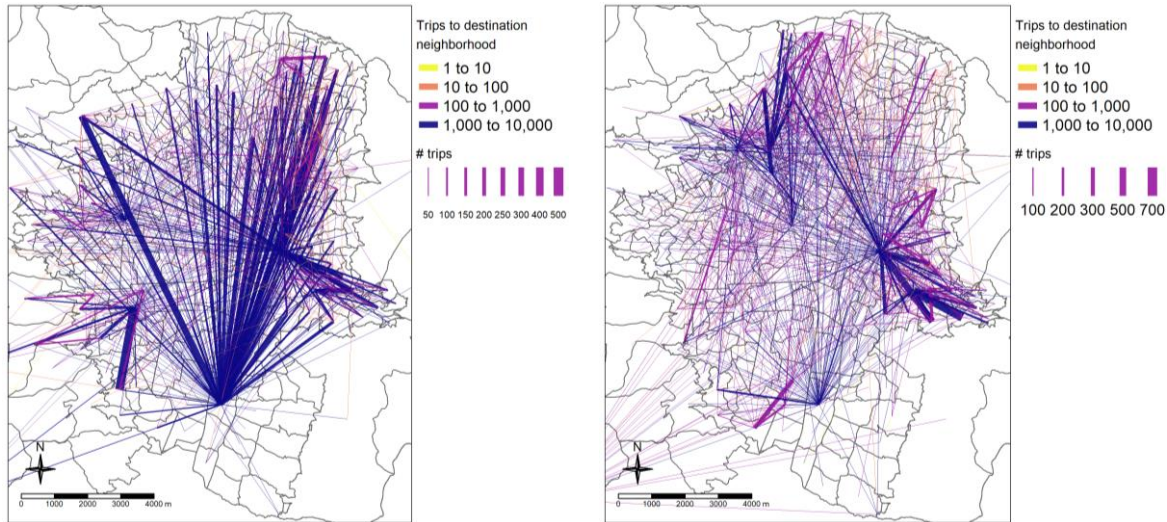 Trips to destination
neighborhood
1 to 10
10 to 100
100 to 1,000
1,000 to 10,000
# trips
50 100 150 200 250 300 400 500
N
0 1000 2000 3000 4000 m
Trips to destination
neighborhood
1 to 10
10 to 100
100 to 1,000
1,000 to 10,000
# trips
100 200 300 500 700
N
0 1000 2000 3000 4000 m